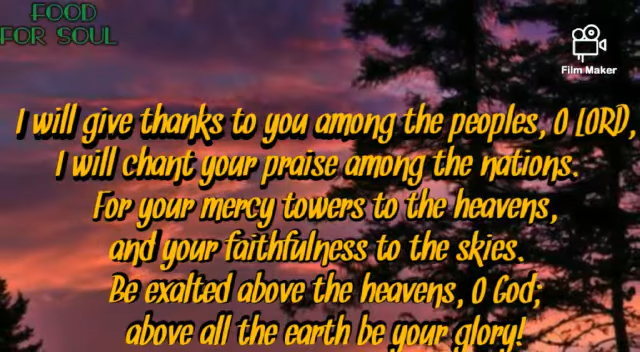 FOOD
FOR SOUL
Film Maker
I will give thanks to you among the peoples, O LORD,
I will chant your praise among the nations.
For your mercy towers to the heavens,
and your faithfulness to the skies.
Be exalted above the heavens, O God;
above all the earth be your glory!